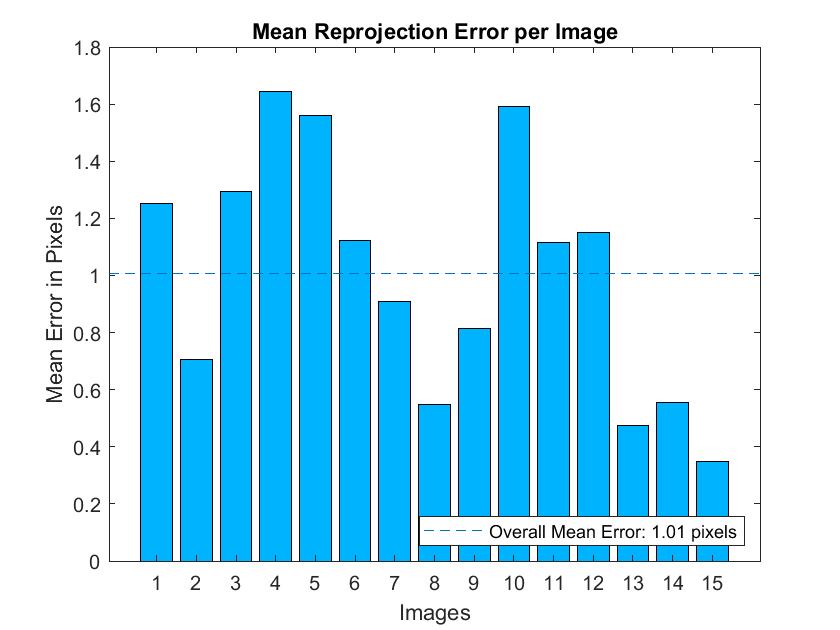 Mean Reprojection Error per Image
Mean Error in Pixels
1.8
1.6
1.4
1.2
1
0.8
0.6
0.4
0.2
0
Overall Mean Error: 1.01 pixels
1 2 3 4 5 6 7 8 9 10 11 12 13 14 15
Images